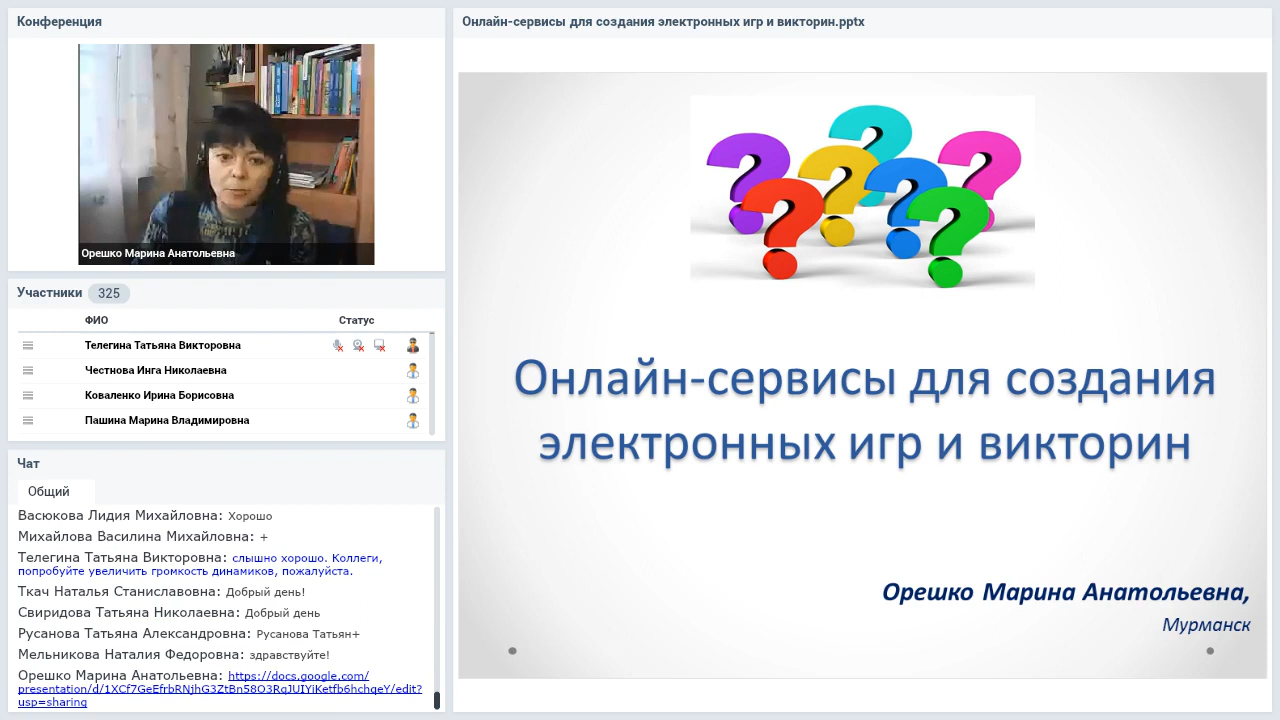 Конференция
Орешко Марина Анатольевна
Участники 325
ФИО Статус
Телегина Татьяна Викторовна
Честнова Инга Николаевна
Коваленко Ирина Борисовна
Пашина Марина Владимировна
Чат
Общий
Васюкова Лидия Михайловна: Хорошо
Михайлова Василина Михайловна: +
Телегина Татьяна Викторовна: слышно хорошо. Коллеги,
попробуйте увеличить громкость динамиков, пожалуйста.
Ткач Наталья Станиславовна: Добрый день!
Свиридова Татьяна Николаевна: Добрый день
Русанова Татьяна Александровна: Русанова Татьян+
Мельникова Наталия Федоровна: здравствуйте!
Орешко Марина Анатольевна: https://docs.google.com/
presentation/d/1XCf7GeEfrbRNjhG3ZtBn58O3RqJUIYiKetfb6hchqeY/edit?
usp=sharing
Онлайн-сервисы для создания электронных игр и викторин.pptx
Онлайн-сервисы для создания
электронных игр и викторин
Орешко Марина Анатольевна,
Мурманск